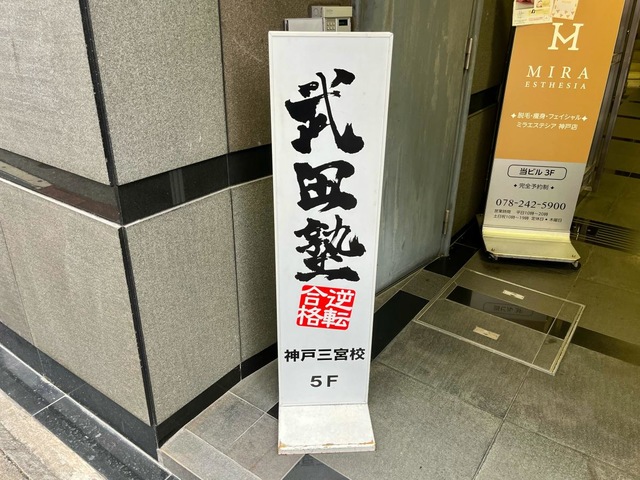 武田塾
逆転
合格
神戸三宮校
5F
MIRA
ESTHESIA
脱毛・痩身・フェイシャル
ミラエステシア 神戸店
当ビル 3F
完全予約制
078-242-5900